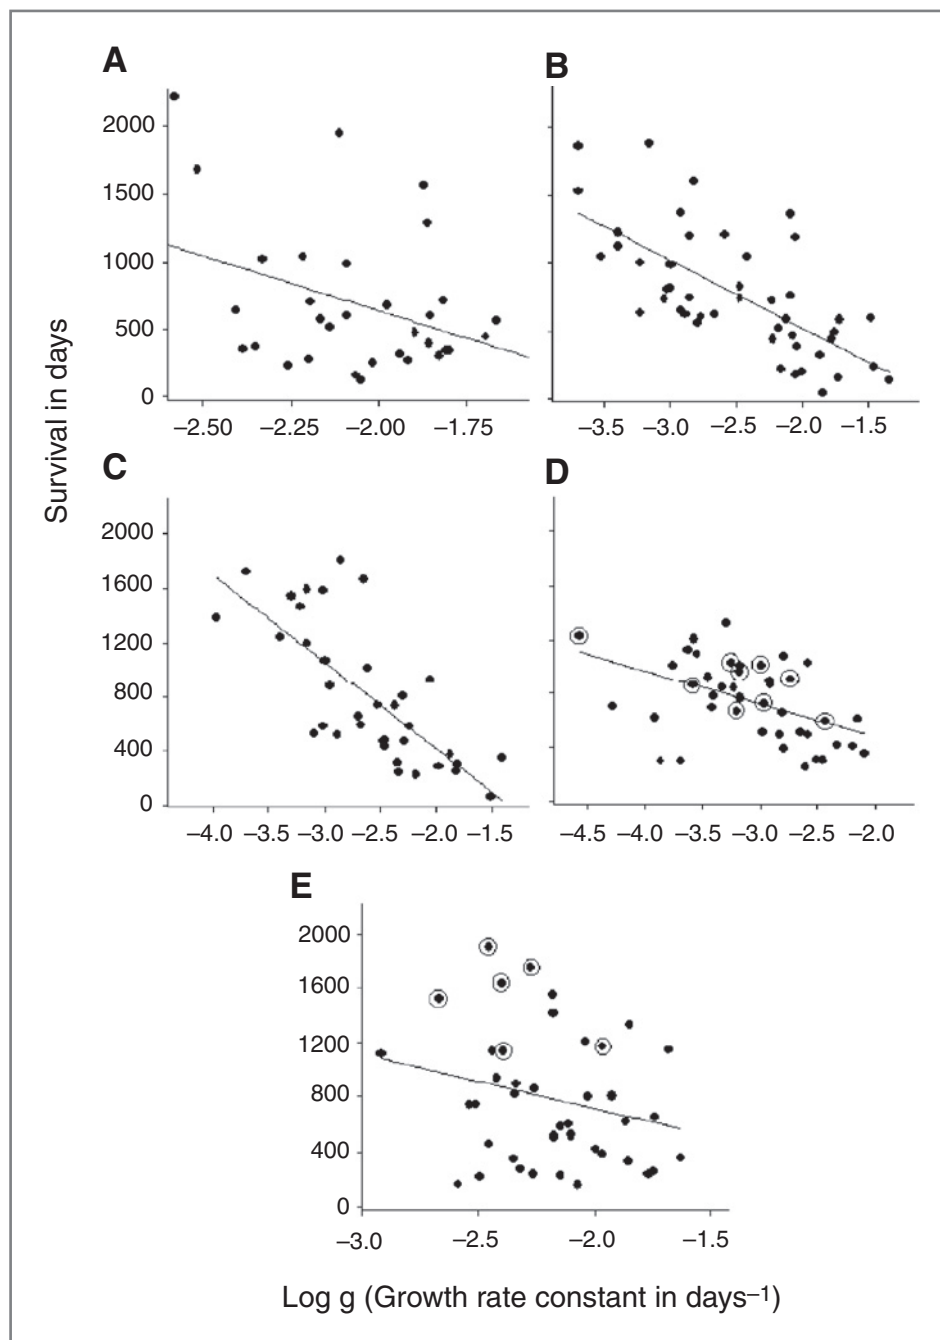 A
B
2000
1500
1000
500
0
–2.50 –2.25 –2.00 –1.75
–3.5 –3.0 –2.5 –2.0 –1.5
Survival in days
C
D
2000
1600
1200
800
400
0
–4.0 –3.5 –3.0 –2.5 –2.0 –1.5
–4.5 –4.0 –3.5 –3.0 –2.5 –2.0
E
2000
1600
1200
800
400
0
–3.0 –2.5 –2.0 –1.5
Log g (Growth rate constant in days–1)